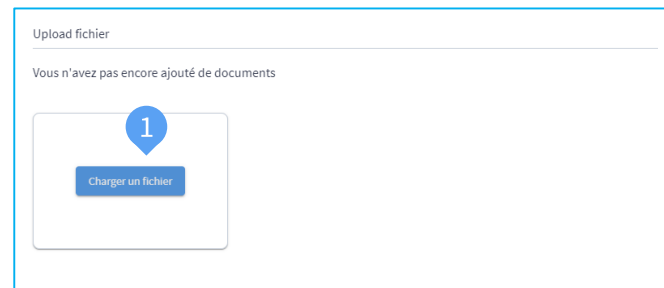 Upload fichier
Vous n'avez pas encore ajouté de documents
1
Charger un fichier